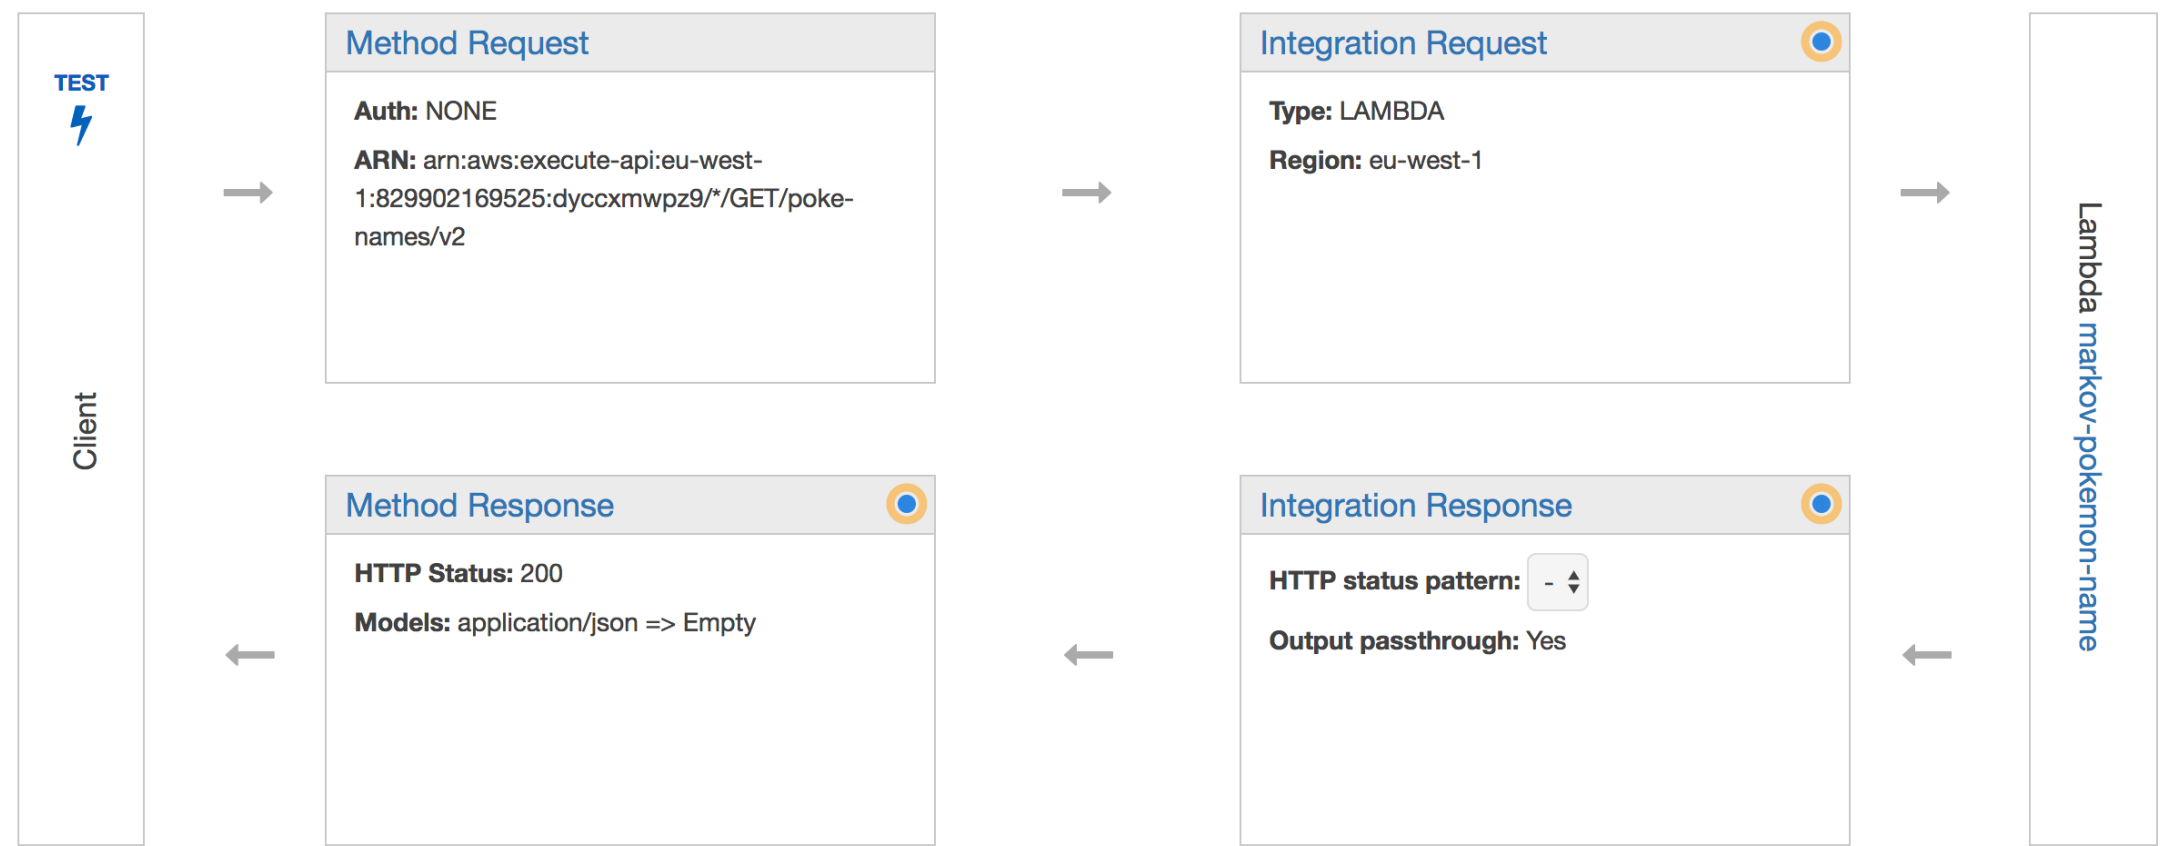 TEST
Client
Method Request
Auth: NONE
ARN: arn:aws:execute-api:eu-west-
1:829902169525:dyccxmwpz9/*/GET/poke-
names/v2
Integration Request
Type: LAMBDA
Region: eu-west-1
Lambda markov-pokemon-name
Method Response
HTTP Status: 200
Models: application/json => Empty
Integration Response
HTTP status pattern: -
Output passthrough: Yes